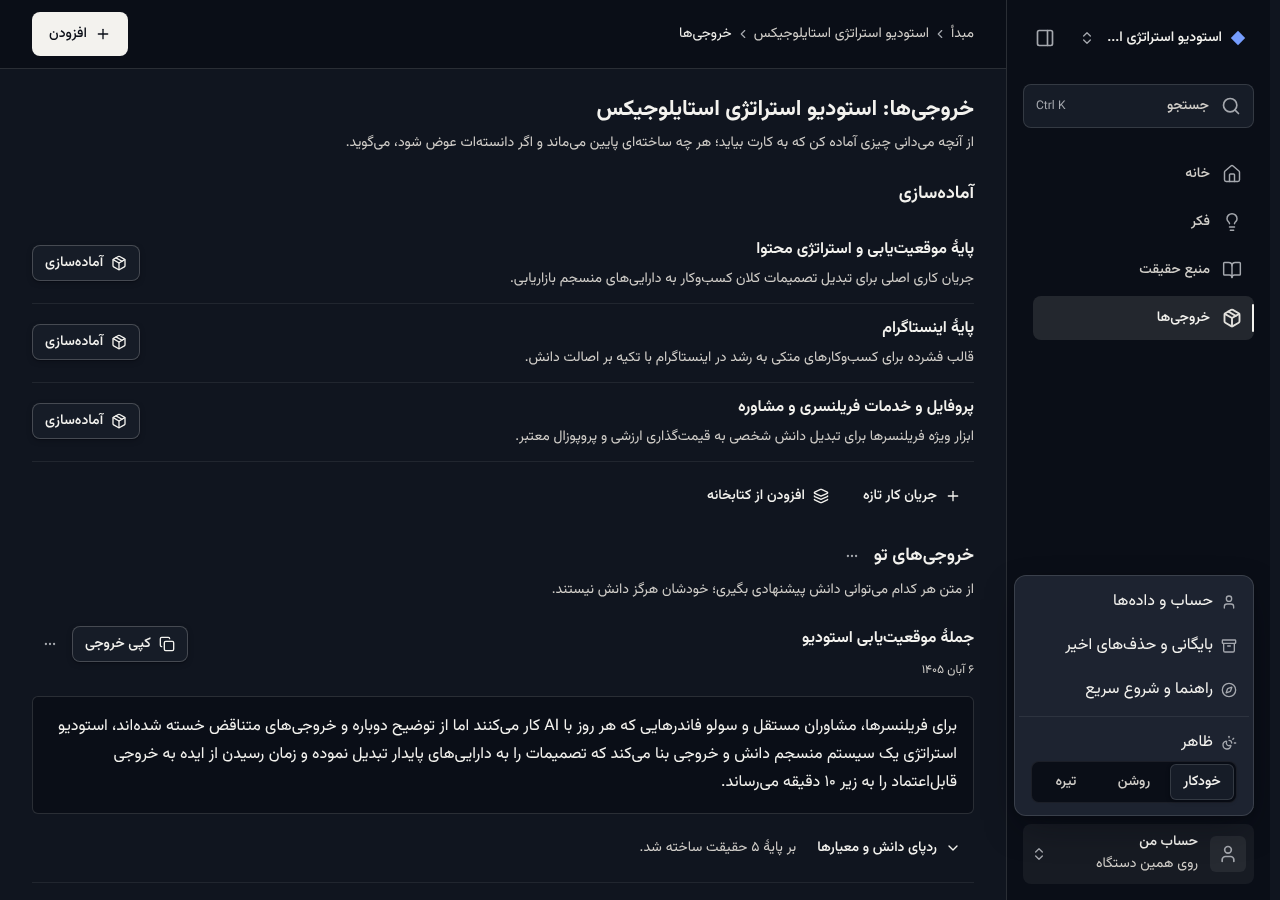 استودیو استراتژی ا...
جستجو
Ctrl K
خانه
فکر
منبع حقیقت
خروجی‌ها
حساب و داده‌ها
بایگانی و حذف‌های اخیر
راهنما و شروع سریع
ظاهر
خودکار
روشن
تیره
حساب من
روی همین دستگاه
مبدأ › استودیو استراتژی استایلوجیکس › خروجی‌ها
افزودن
خروجی‌ها: استودیو استراتژی استایلوجیکس
از آنچه می‌دانی چیزی آماده کن که به کارت بیاید؛ هر چه ساخته‌ای پایین می‌ماند و اگر دانسته‌ات عوض شود، می‌گوید.
آماده‌سازی
پایهٔ موقعیت‌یابی و استراتژی محتوا
جریان کاری اصلی برای تبدیل تصمیمات کلان کسب‌وکار به دارایی‌های منسجم بازاریابی.
آماده‌سازی
پایهٔ اینستاگرام
قالب فشرده برای کسب‌وکارهای متکی به رشد در اینستاگرام با تکیه بر اصالت دانش.
آماده‌سازی
پروفایل و خدمات فریلنسری و مشاوره
ابزار ویژه فریلنسرها برای تبدیل دانش شخصی به قیمت‌گذاری ارزشی و پروپوزال معتبر.
آماده‌سازی
جریان کار تازه
افزودن از کتابخانه
خروجی‌های تو
از متن هر کدام می‌توانی دانش پیشنهادی بگیری؛ خودشان هرگز دانش نیستند.
جملهٔ موقعیت‌یابی استودیو
۶ آبان ۱۴۰۵
کپی خروجی
برای فریلنسرها، مشاوران مستقل و سولو فاندرهایی که هر روز با AI کار می‌کنند اما از توضیح دوباره و خروجی‌های متناقض خسته شده‌اند، استودیو
استراتژی یک سیستم منسجم دانش و خروجی بنا می‌کند که تصمیمات را به دارایی‌های پایدار تبدیل نموده و زمان رسیدن از ایده به خروجی
قابل‌اعتماد را به زیر ۱۰ دقیقه می‌رساند.
ردپای دانش و معیارها
بر پایهٔ ۵ حقیقت ساخته شد.